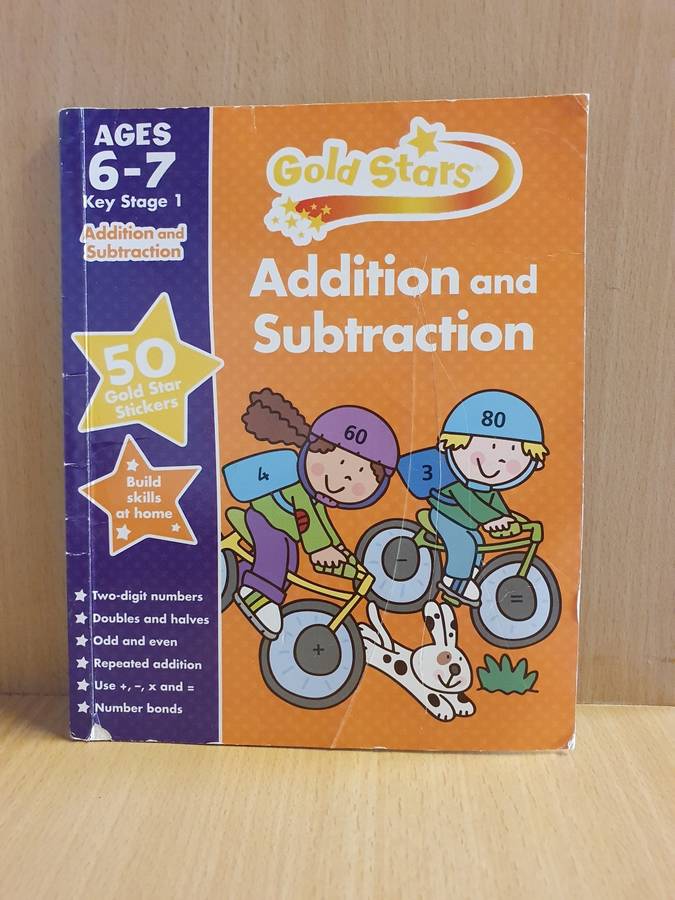 AGES
6-7
Key Stage 1
Addition and
Subtraction
50
Gold Star
Stickers
Build
skills
at home
Two-digit numbers
Doubles and halves
Odd and even
Repeated addition
Use +, -, x and =
Number bonds
Gold Stars
Addition and
Subtraction
60
80
4
3
-
=
+